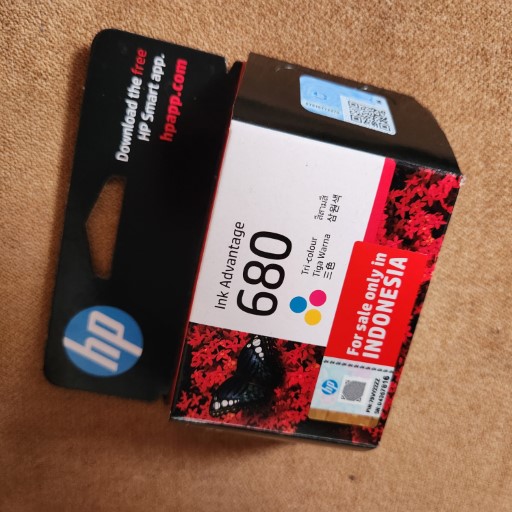 hp
Download the free
HP Smart app.
hpapp.com
Ink Advantage
680
Tri-colour
Tiga Warna
三色
สีสามสี
삼원색
hp
For sale only in
INDONESIA